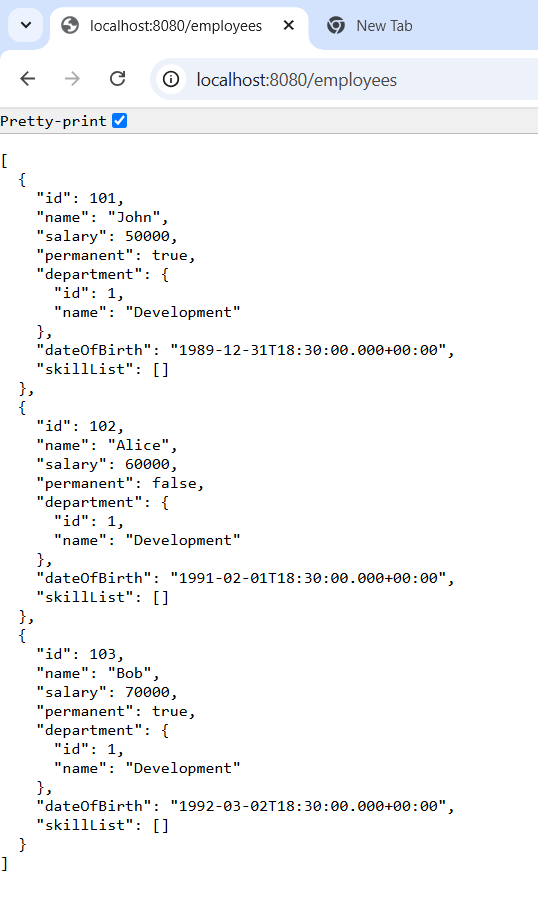 localhost:8080/employees
New Tab
localhost:8080/employees
Pretty-print
[
  {
    "id": 101,
    "name": "John",
    "salary": 50000,
    "permanent": true,
    "department": {
      "id": 1,
      "name": "Development"
    },
    "dateOfBirth": "1989-12-31T18:30:00.000+00:00",
    "skillList": []
  },
  {
    "id": 102,
    "name": "Alice",
    "salary": 60000,
    "permanent": false,
    "department": {
      "id": 1,
      "name": "Development"
    },
    "dateOfBirth": "1991-02-01T18:30:00.000+00:00",
    "skillList": []
  },
  {
    "id": 103,
    "name": "Bob",
    "salary": 70000,
    "permanent": true,
    "department": {
      "id": 1,
      "name": "Development"
    },
    "dateOfBirth": "1992-03-02T18:30:00.000+00:00",
    "skillList": []
  }
]